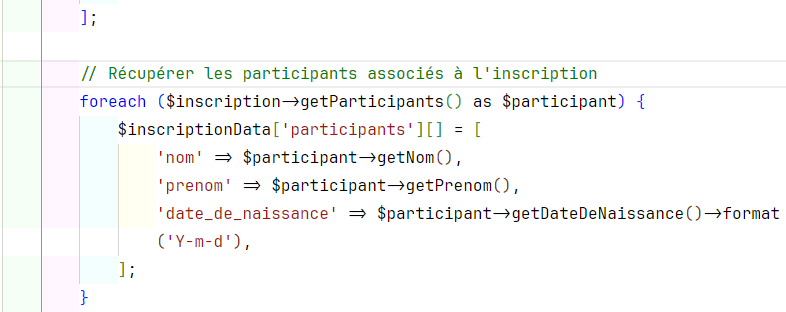 ];
// Récupérer les participants associés à l'inscription
foreach ($inscription->getParticipants() as $participant) {
$inscriptionData['participants'][] = [
'nom' => $participant->getNom(),
'prenom' => $participant->getPrenom(),
'date_de_naissance' => $participant->getDateDeNaissance()->format
('Y-m-d'),
];
}